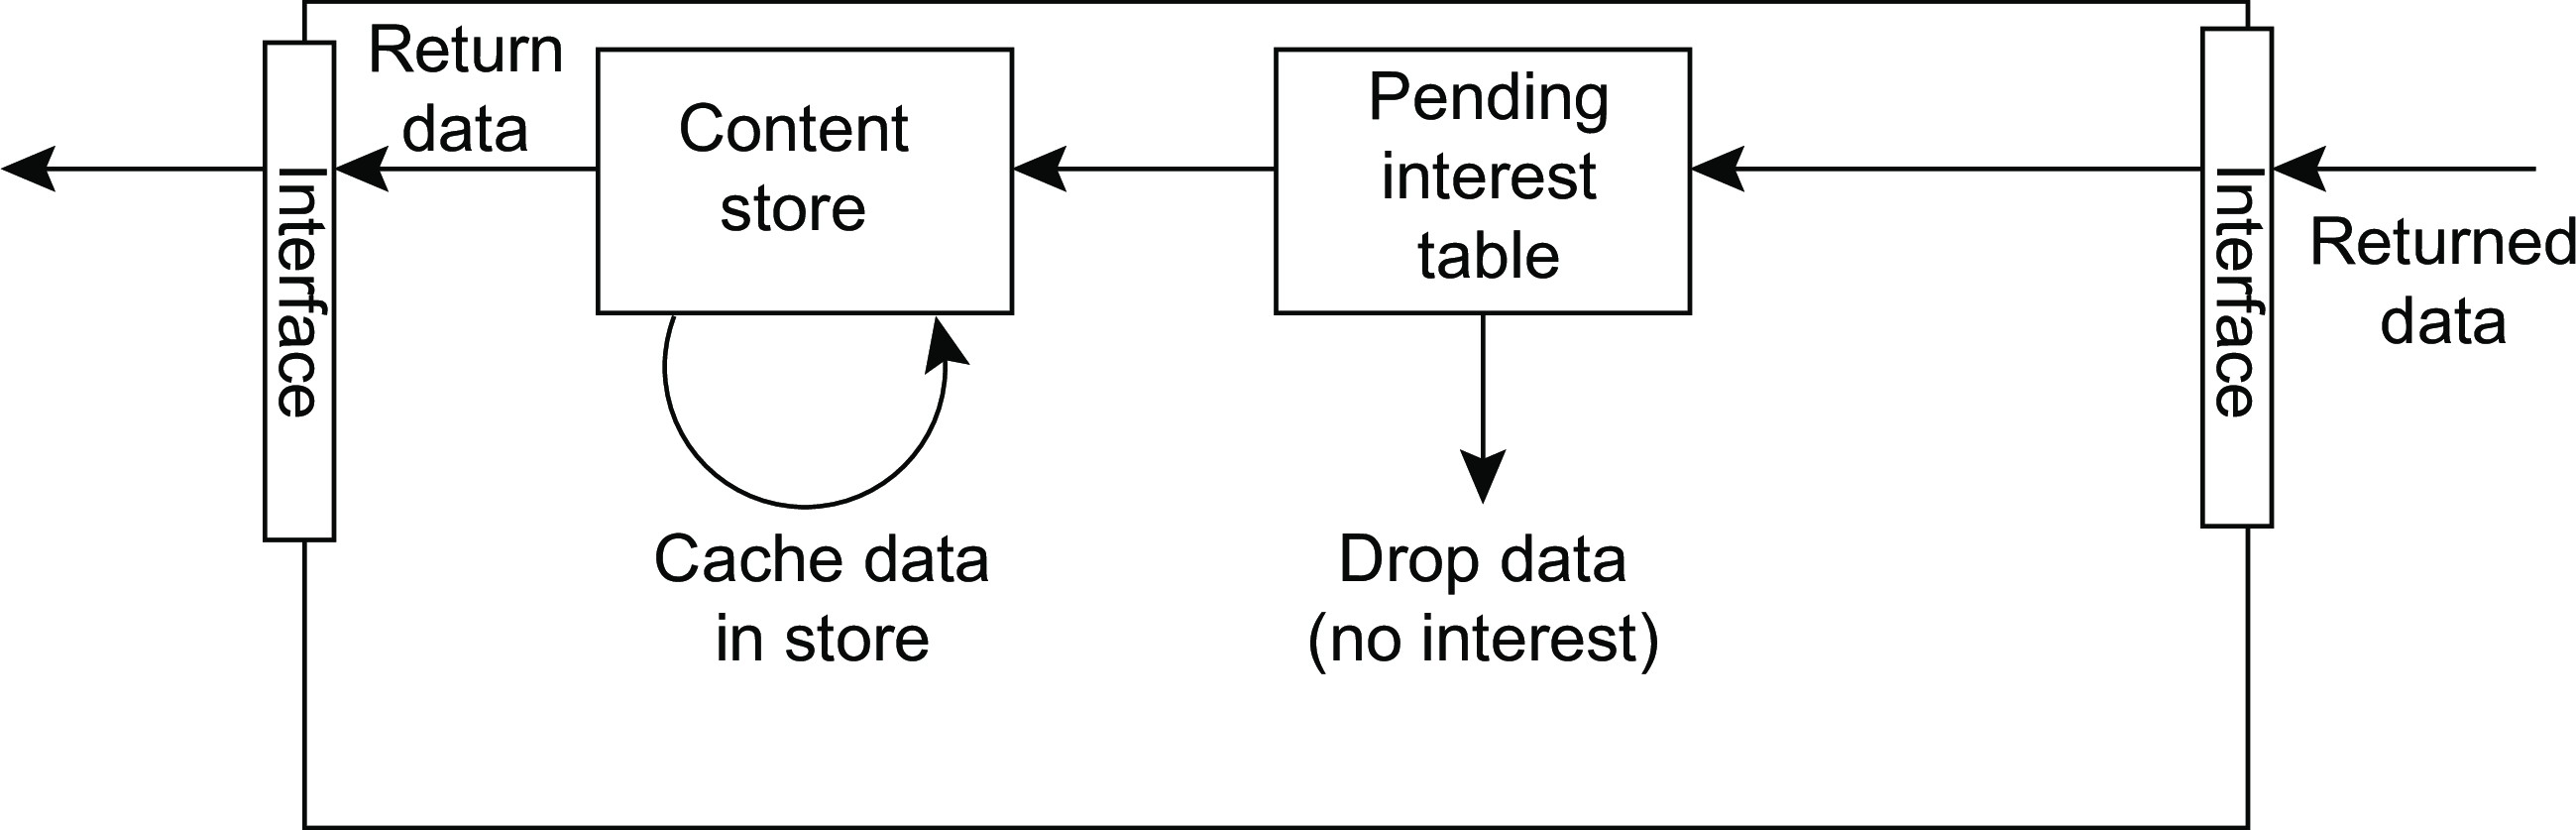 Return
data
Interface
Content
store
Pending
interest
table
Interface
Returned
data
Cache data
in store
Drop data
(no interest)